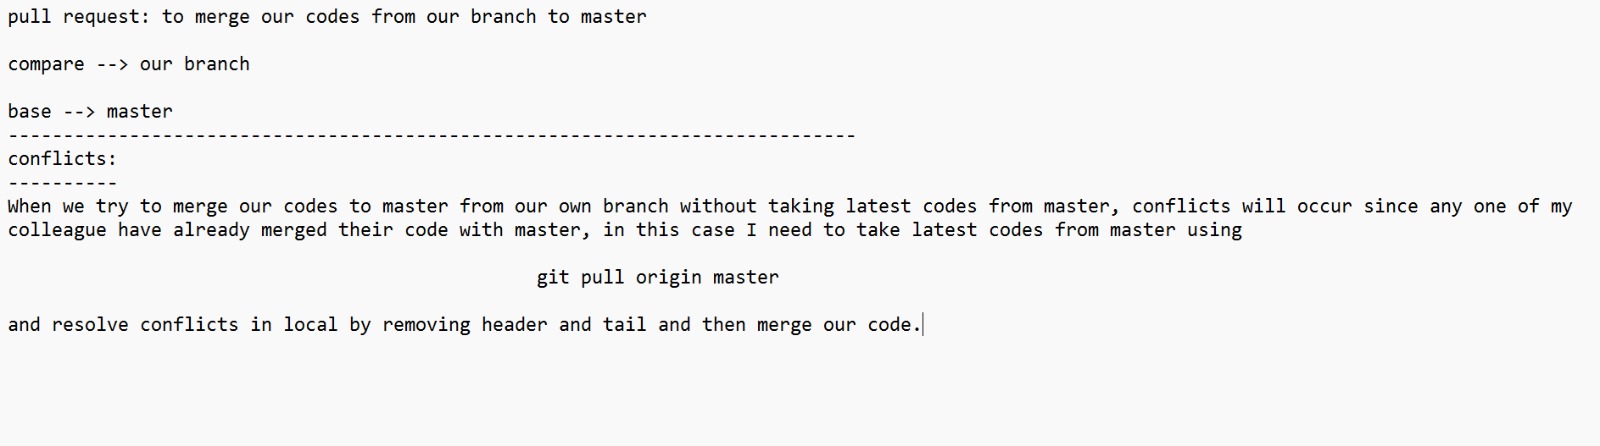 pull request: to merge our codes from our branch to master
compare --> our branch
base --> master
-----------------------------------------------------------------------------
conflicts:
----------
When we try to merge our codes to master from our own branch without taking latest codes from master, conflicts will occur since any one of my
colleague have already merged their code with master, in this case I need to take latest codes from master using
git pull origin master
and resolve conflicts in local by removing header and tail and then merge our code.